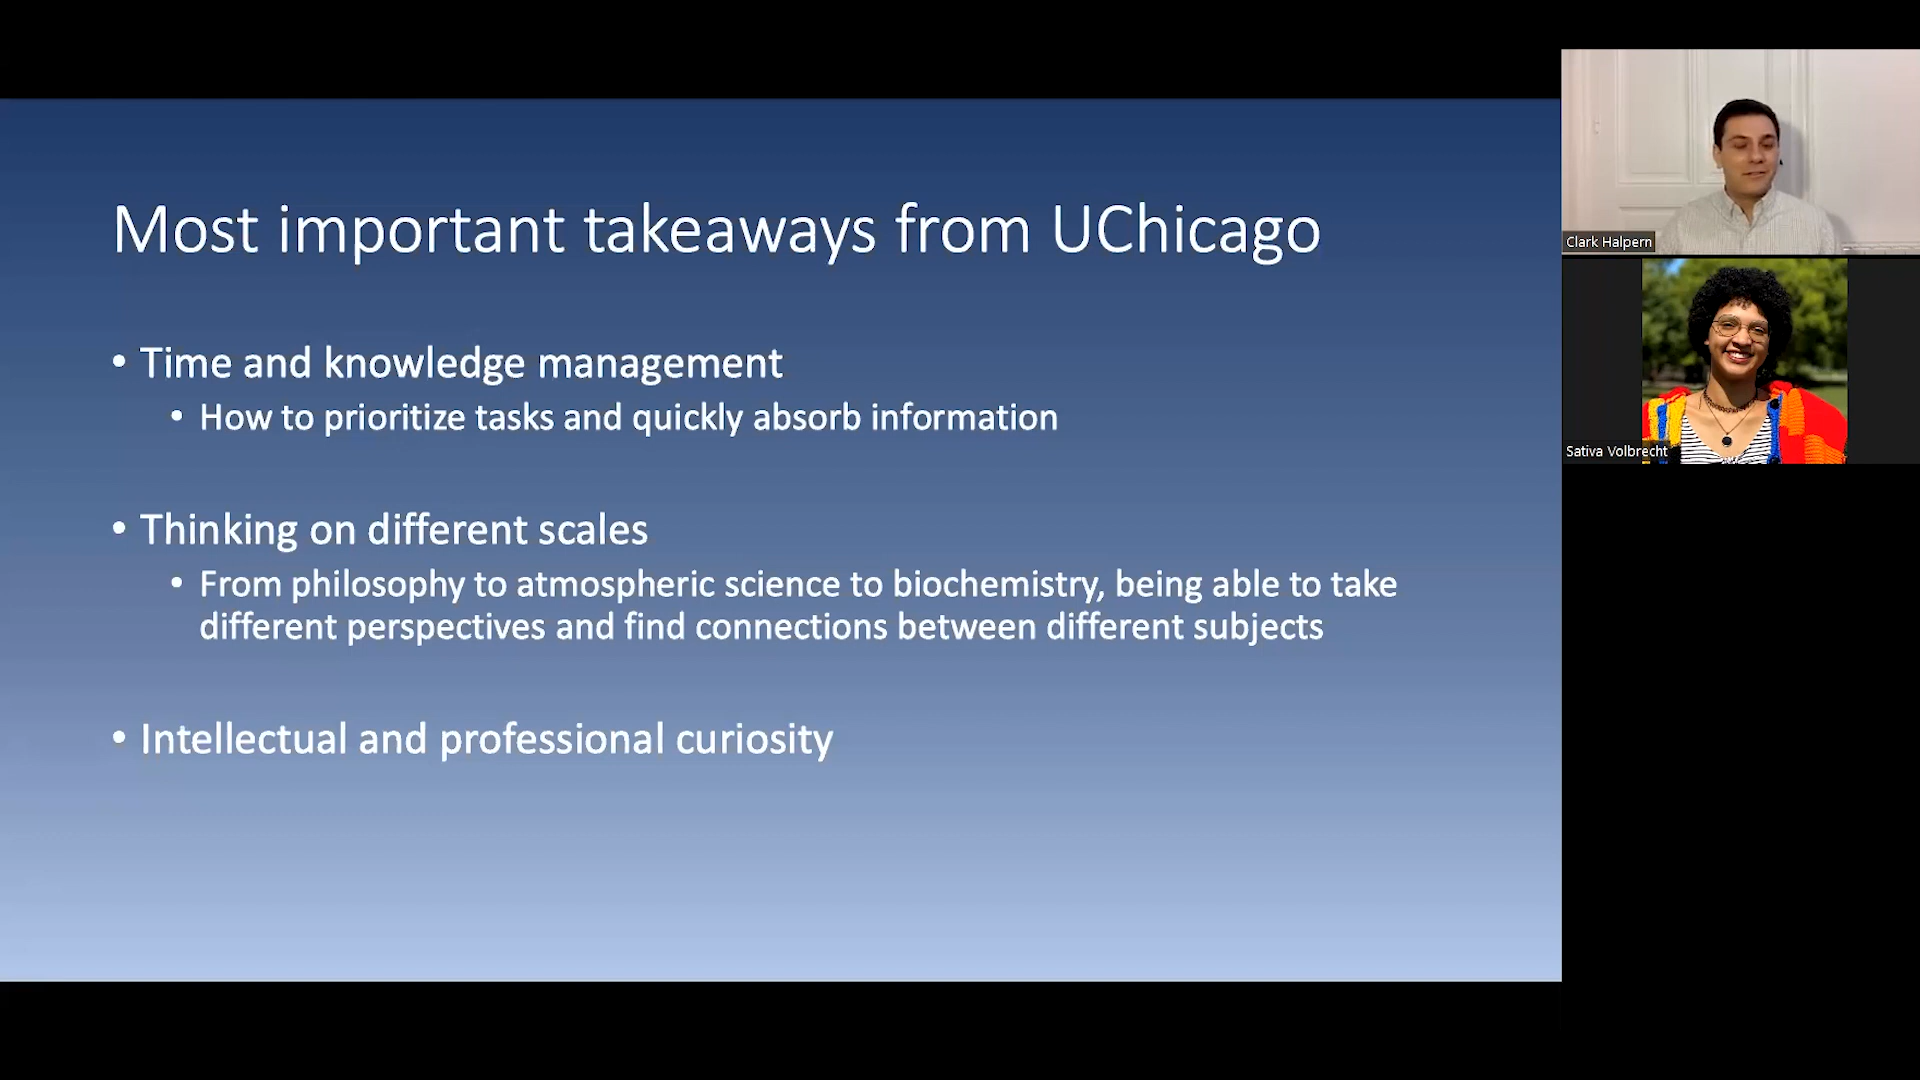 Most important takeaways from UChicago
• Time and knowledge management
• How to prioritize tasks and quickly absorb information
• Thinking on different scales
• From philosophy to atmospheric science to biochemistry, being able to take
different perspectives and find connections between different subjects
• Intellectual and professional curiosity
Clark Halpern
Sativa Volbrecht